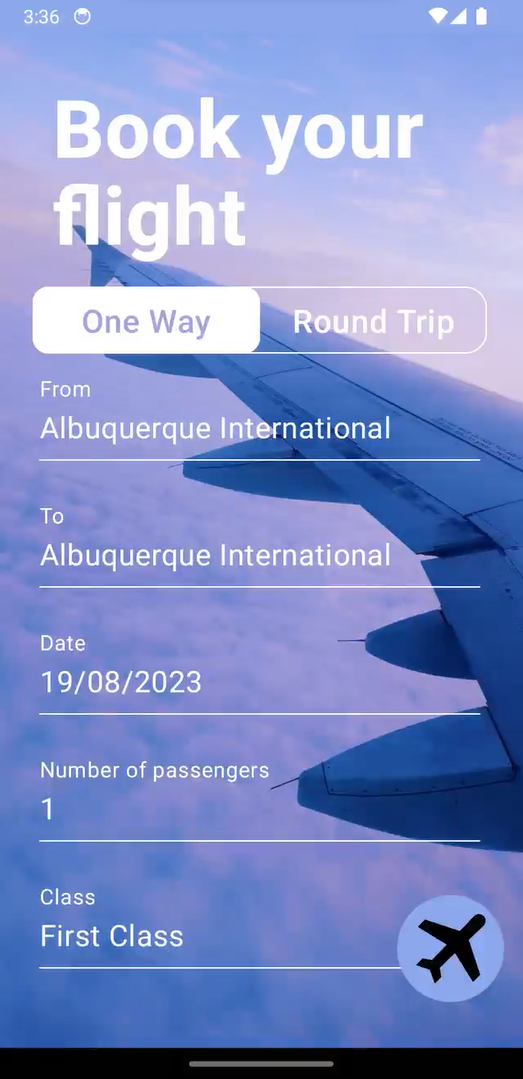 3:36
Book your
flight
One Way
Round Trip
From
Albuquerque International
To
Albuquerque International
Date
19/08/2023
Number of passengers
1
Class
First Class